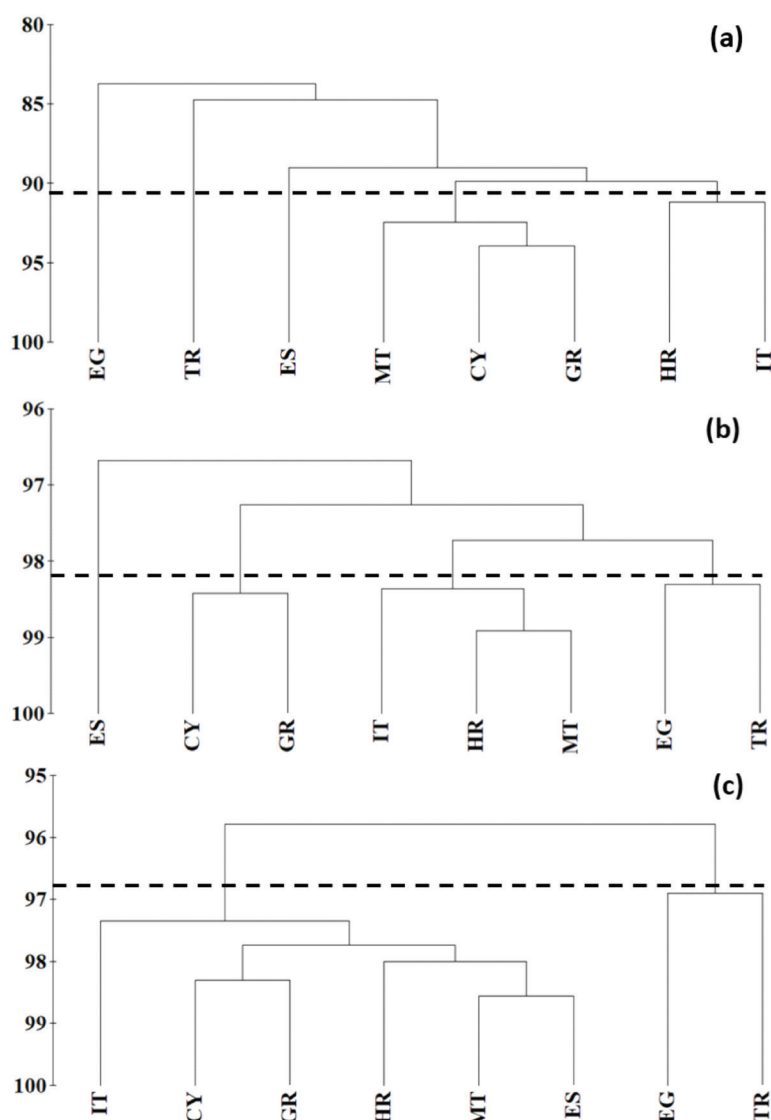 (a)
80
85
90
95
100
EG TR ES MT CY GR HR IT
(b)
96
97
98
99
100
ES CY GR IT HR MT EG TR
(c)
95
96
97
98
99
100
IT CY GR HR MT ES EG TR